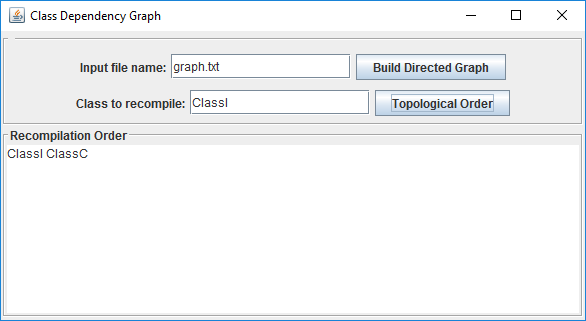 Class Dependency Graph
Input file name: graph.txt Build Directed Graph
Class to recompile: ClassI Topological Order
Recompilation Order
ClassI ClassC